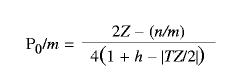 P₀/m = 2Z – (n/m) / 4(1 + h – |TZ/2|)